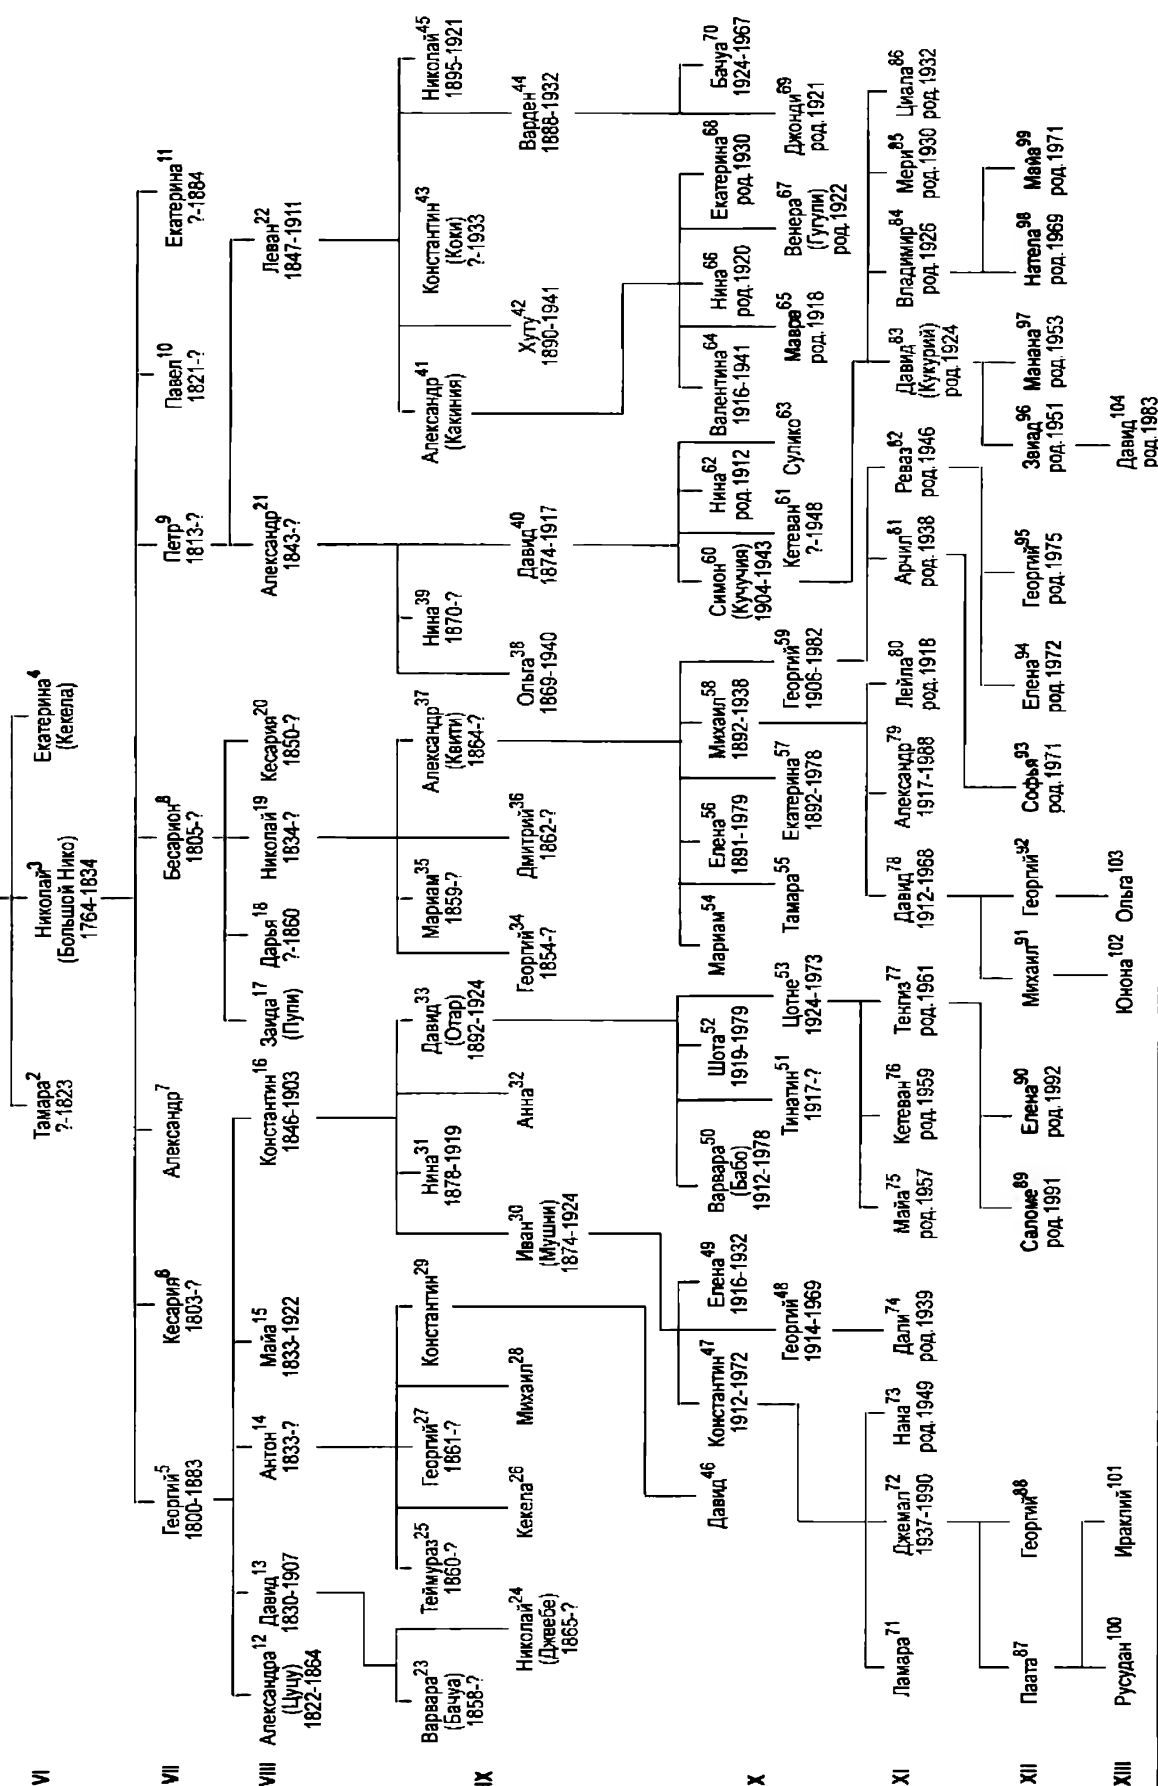 VI
Тамара²
?-1823
Николай³
(Большой Нико)
1764-1834
Екатерина⁴
(Кекела)
VII
Георгий⁵
1800-1883
Кесария⁶
1803-?
Александр⁷
Бесарион⁸
1805-?
Петр⁹
1813-?
Павел¹⁰
1821-?
Екатерина¹¹
?-1884
VIII
Александра¹²
(Цуцу)
1822-1864
Давид¹³
1830-1907
Антон¹⁴
1833-?
Майа¹⁵
1833-1922
Константин¹⁶
1846-1903
Заида¹⁷
(Пупи)
Дарья¹⁸
?-1860
Николай¹⁹
1834-?
Кесария²⁰
1850-?
Александр²¹
1843-?
Леван²²
1847-1911
IX
Варвара²³
(Бачуа)
1858-?
Николай²⁴
(Джвебе)
1865-?
Теймураз²⁵
1860-?
Кекела²⁶
Георгий²⁷
1861-?
Михаил²⁸
Константин²⁹
Иван³⁰
(Мушни)
1874-1924
Нина³¹
1878-1919
Анна³²
Давид³³
(Отар)
1892-1924
Георгий³⁴
1854-?
Мариам³⁵
1859-?
Дмитрий³⁶
1862-?
Александр³⁷
(Квити)
1864-?
Ольга³⁸
1869-1940
Нина³⁹
1870-?
Давид⁴⁰
1874-1917
Александр⁴¹
(Какиния)
Хуту⁴²
1890-1941
Константин⁴³
(Коки)
?-1933
Варден⁴⁴
1888-1932
Николай⁴⁵
1895-1921
X
Давид⁴⁶
Константин⁴⁷
1912-1972
Георгий⁴⁸
1914-1969
Елена⁴⁹
1916-1932
Варвара⁵⁰
(Бабо)
1912-1978
Тинатин⁵¹
1917-?
Шота⁵²
1919-1979
Цотне⁵³
1924-1973
Мариам⁵⁴
Тамара⁵⁵
Елена⁵⁶
1891-1979
Екатерина⁵⁷
1892-1978
Михаил⁵⁸
1892-1938
Георгий⁵⁹
1906-1982
Симон⁶⁰
(Кучучия)
1904-1943
Кетеван⁶¹
?-1948
Нина⁶²
род.1912
Сулико⁶³
Валентина⁶⁴
1916-1941
Мавра⁶⁵
род.1918
Нина⁶⁶
род.1920
Венера⁶⁷
(Гугули)
род.1922
Екатерина⁶⁸
род.1930
Джонди⁶⁹
род.1921
Бачуа⁷⁰
1924-1967
XI
Ламара⁷¹
Джемал⁷²
1937-1990
Нана⁷³
род.1949
Дали⁷⁴
род.1939
Майа⁷⁵
род.1957
Кетеван⁷⁶
род.1959
Тенгиз⁷⁷
род.1961
Давид⁷⁸
1912-1968
Александр⁷⁹
1917-1988
Лейла⁸⁰
род.1918
Арчил⁸¹
род.1938
Реваз⁸²
род.1946
Давид⁸³
(Кукурий)
род.1924
Владимир⁸⁴
род.1926
Мери⁸⁵
род.1930
Циала⁸⁶
род.1932
XII
Паата⁸⁷
Георгий⁸⁸
Саломе⁸⁹
род.1991
Елена⁹⁰
род.1992
Михаил⁹¹
Георгий⁹²
Софья⁹³
род.1971
Елена⁹⁴
род.1972
Георгий⁹⁵
род.1975
Звиад⁹⁶
род.1951
Манана⁹⁷
род.1953
Натела⁹⁸
род.1969
Майа⁹⁹
род.1971
XIII
Русудан¹⁰⁰
Ираклий¹⁰¹
Юнона¹⁰²
Ольга¹⁰³
Давид¹⁰⁴
род.1983